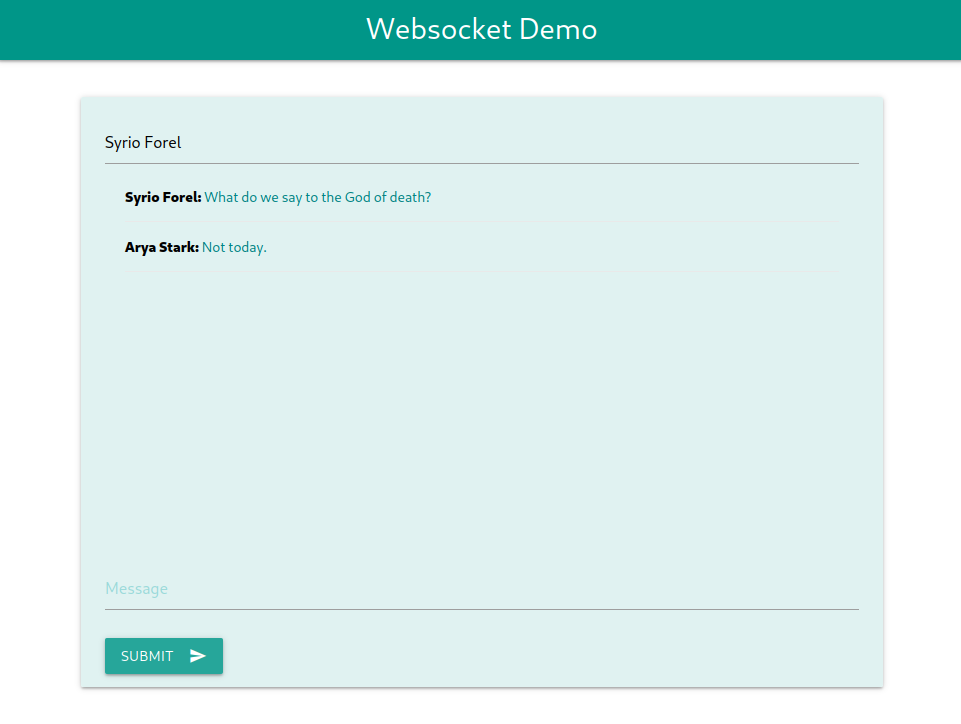 Websocket Demo
Syrio Forel
Syrio Forel: What do we say to the God of death?
Arya Stark: Not today.
Message
SUBMIT